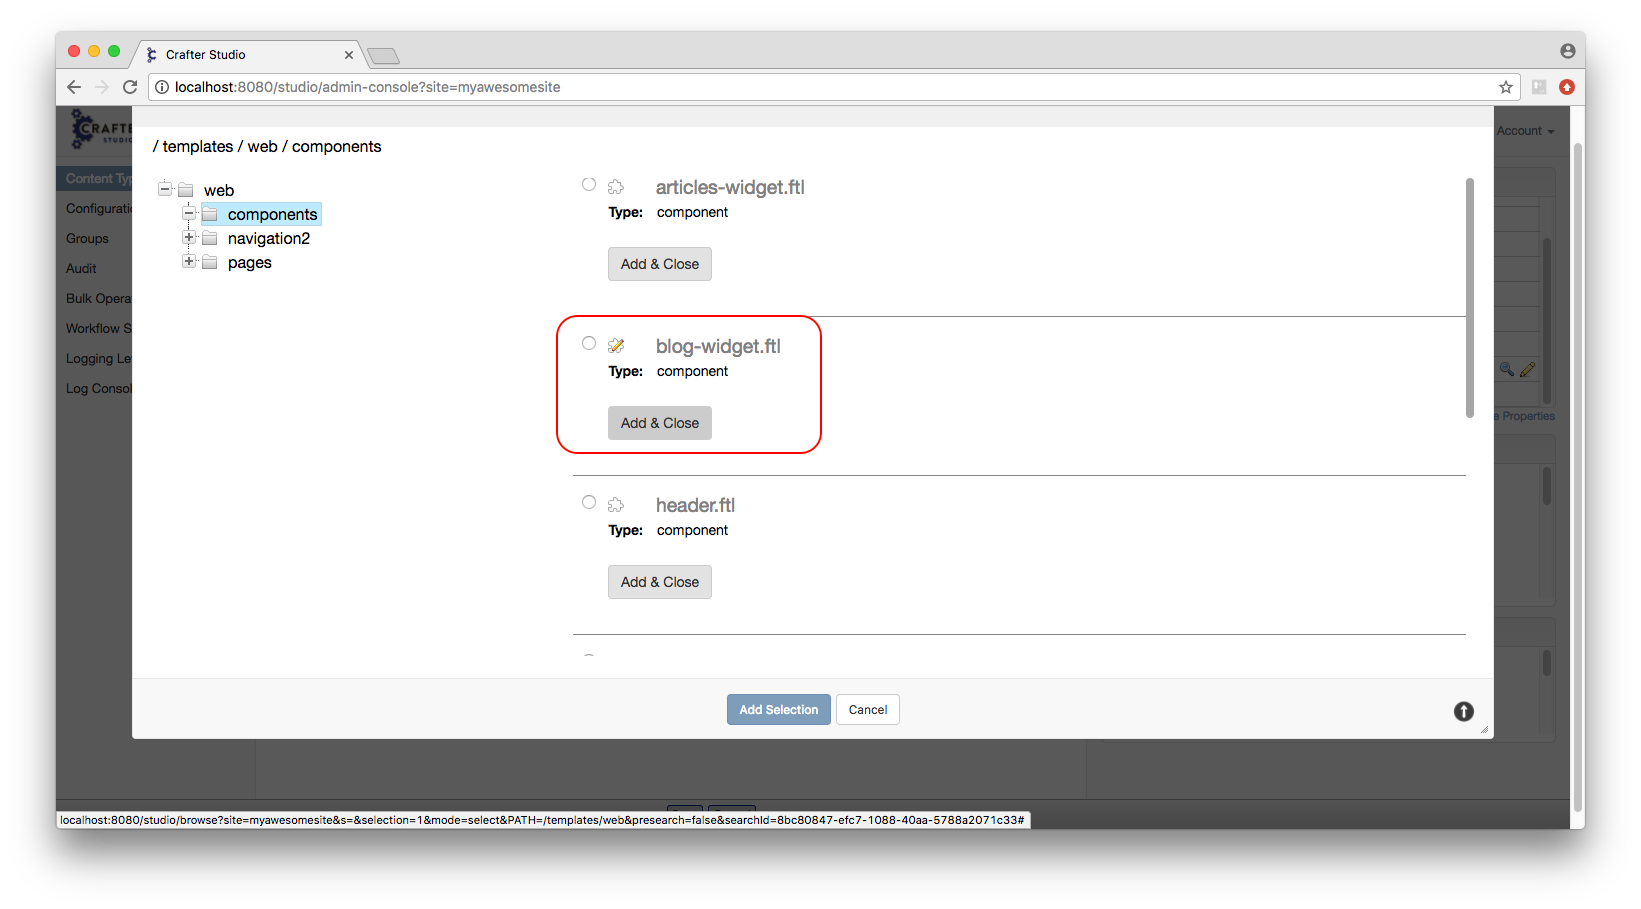 Crafter Studio
localhost:8080/studio/admin-console?site=myawesomesite
CRAFTE
STUDIO
Account
/ templates / web / components
Content Typ
Configurati
Groups
Audit
Bulk Opera
Workflow S
Logging Le
Log Consol
web
components
navigation2
pages
articles-widget.ftl
Type: component
Add & Close
blog-widget.ftl
Type: component
Add & Close
header.ftl
Type: component
Add & Close
Properties
Add Selection
Cancel
localhost:8080/studio/browse?site=myawesomesite&s=&selection=1&mode=select&PATH=/templates/web&presearch=false&searchId=8bc80847-efc7-1088-40aa-5788a2071c33#